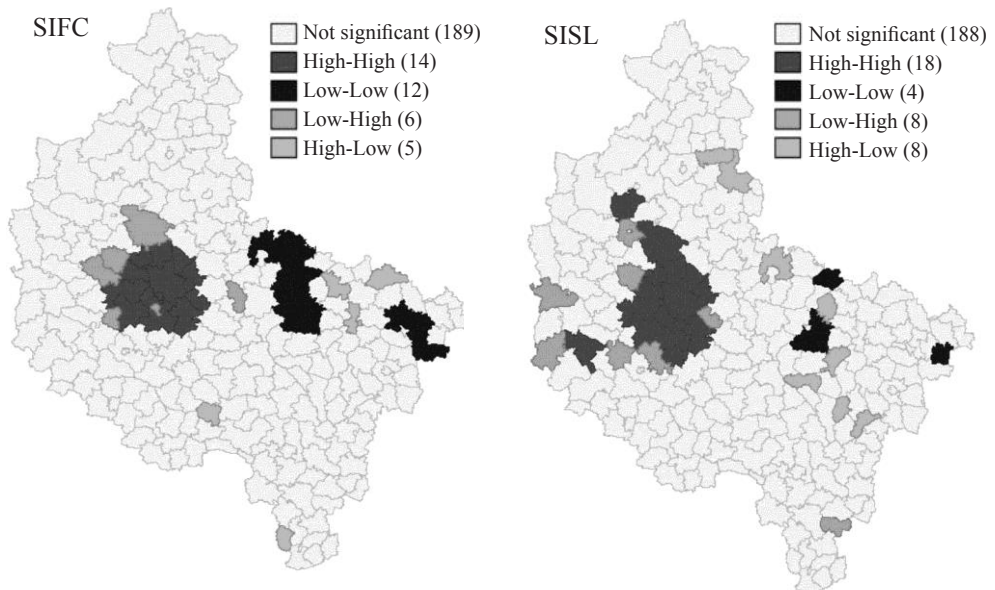 SIFC
Not significant (189)
High-High (14)
Low-Low (12)
Low-High (6)
High-Low (5)
SISL
Not significant (188)
High-High (18)
Low-Low (4)
Low-High (8)
High-Low (8)